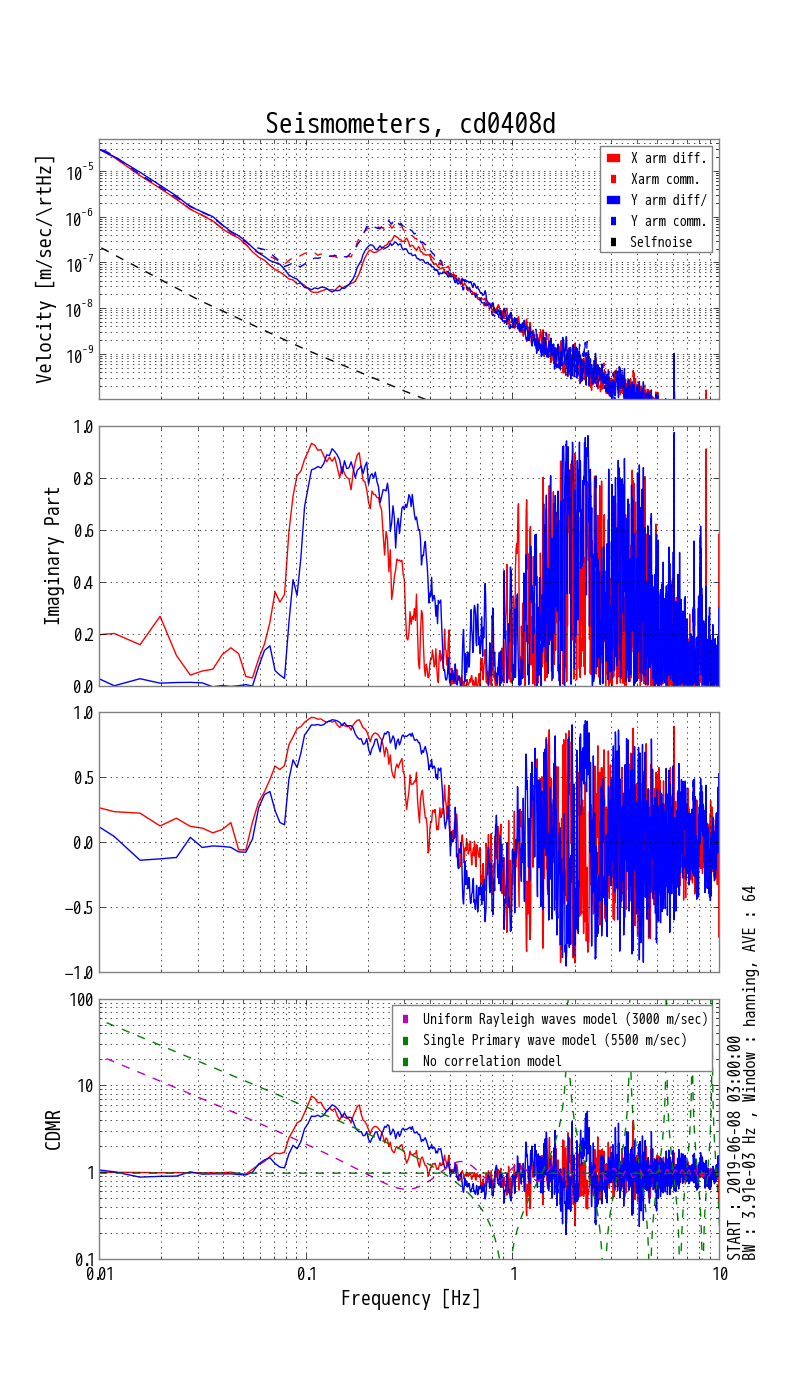 Seismometers, cd0408d
Velocity [m/sec/\rtHz]
10^-5
10^-6
10^-7
10^-8
10^-9
X arm diff.
Xarm comm.
Y arm diff/
Y arm comm.
Selfnoise
Imaginary Part
1.0
0.8
0.6
0.4
0.2
0.0
1.0
0.5
0.0
−0.5
−1.0
CDMR
100
10
1
0.1
Uniform Rayleigh waves model (3000 m/sec)
Single Primary wave model (5500 m/sec)
No correlation model
0.01
0.1
1
10
Frequency [Hz]
START : 2019-06-08 03:00:00
BW : 3.91e-03 Hz , Window : hanning, AVE : 64